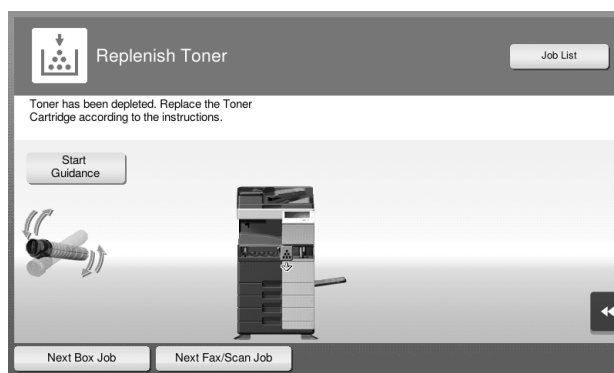 Replenish Toner
Job List
Toner has been depleted. Replace the Toner
Cartridge according to the instructions.
Start
Guidance
Next Box Job
Next Fax/Scan Job